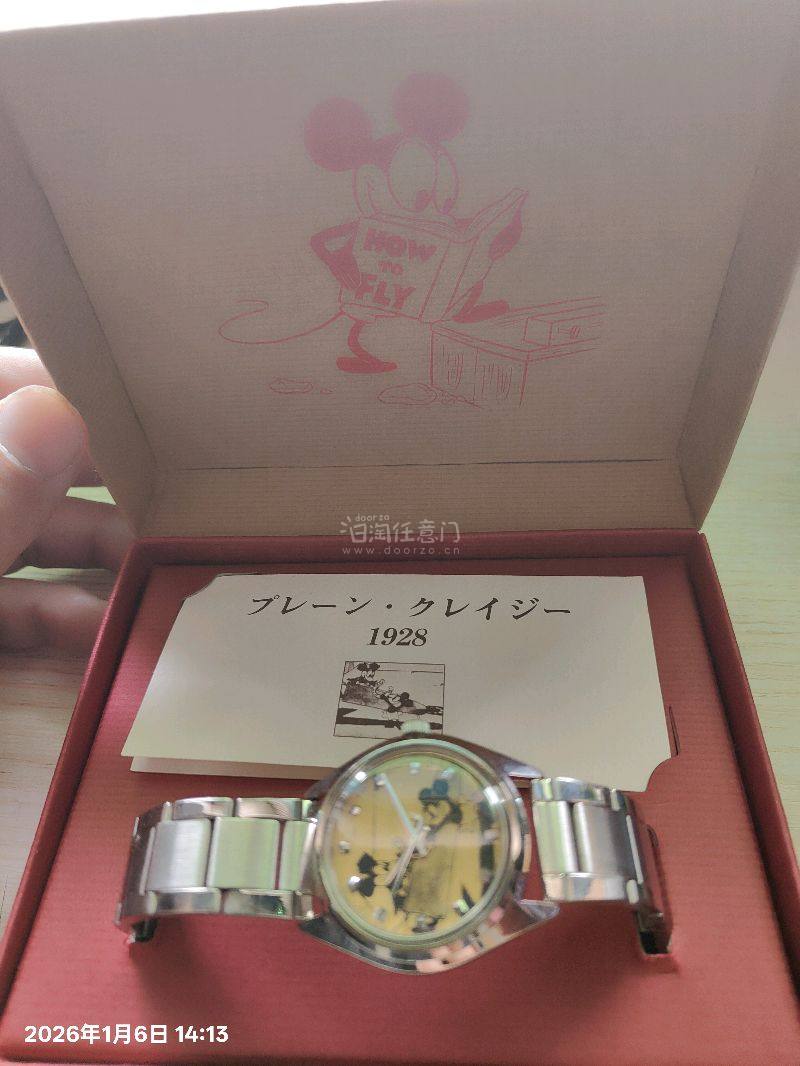 HOW
TO
FLY
doorzo
汩淘任意门
www.doorzo.cn
プレーン・クレイジー
1928
2026年1月6日 14:13